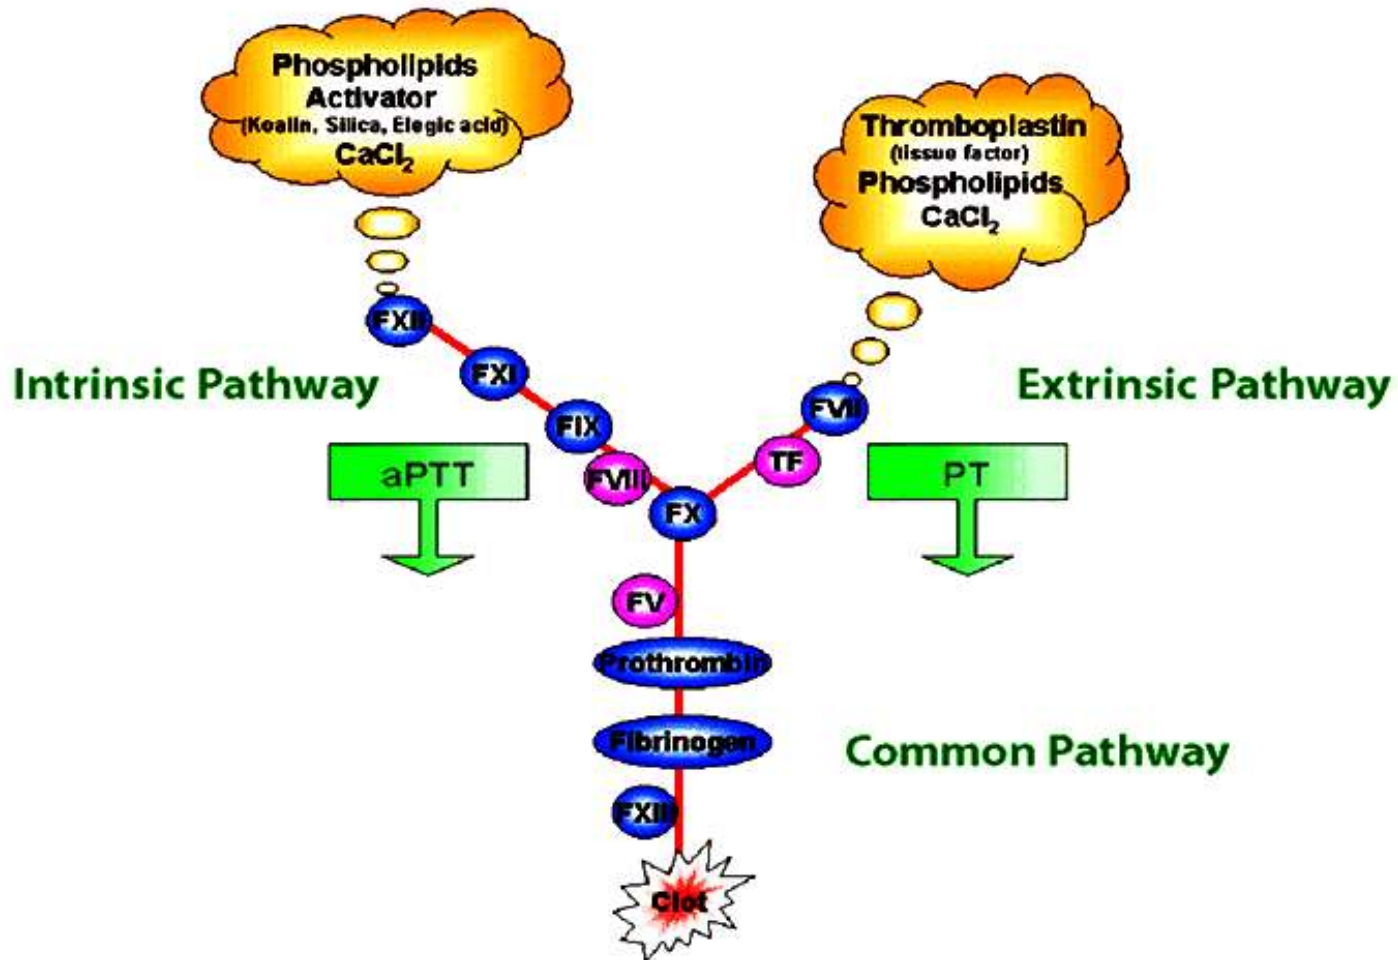 Phospholipids
Activator
(Koalin, Silica, Elegic acid)
CaCl₂
Thromboplastin
(tissue factor)
Phospholipids
CaCl₂
FXII
Intrinsic Pathway
FXI
FVII
Extrinsic Pathway
FIX
aPTT
FVIII
TF
PT
FX
FV
Prothrombin
Fibrinogen
Common Pathway
FXIII
Clot